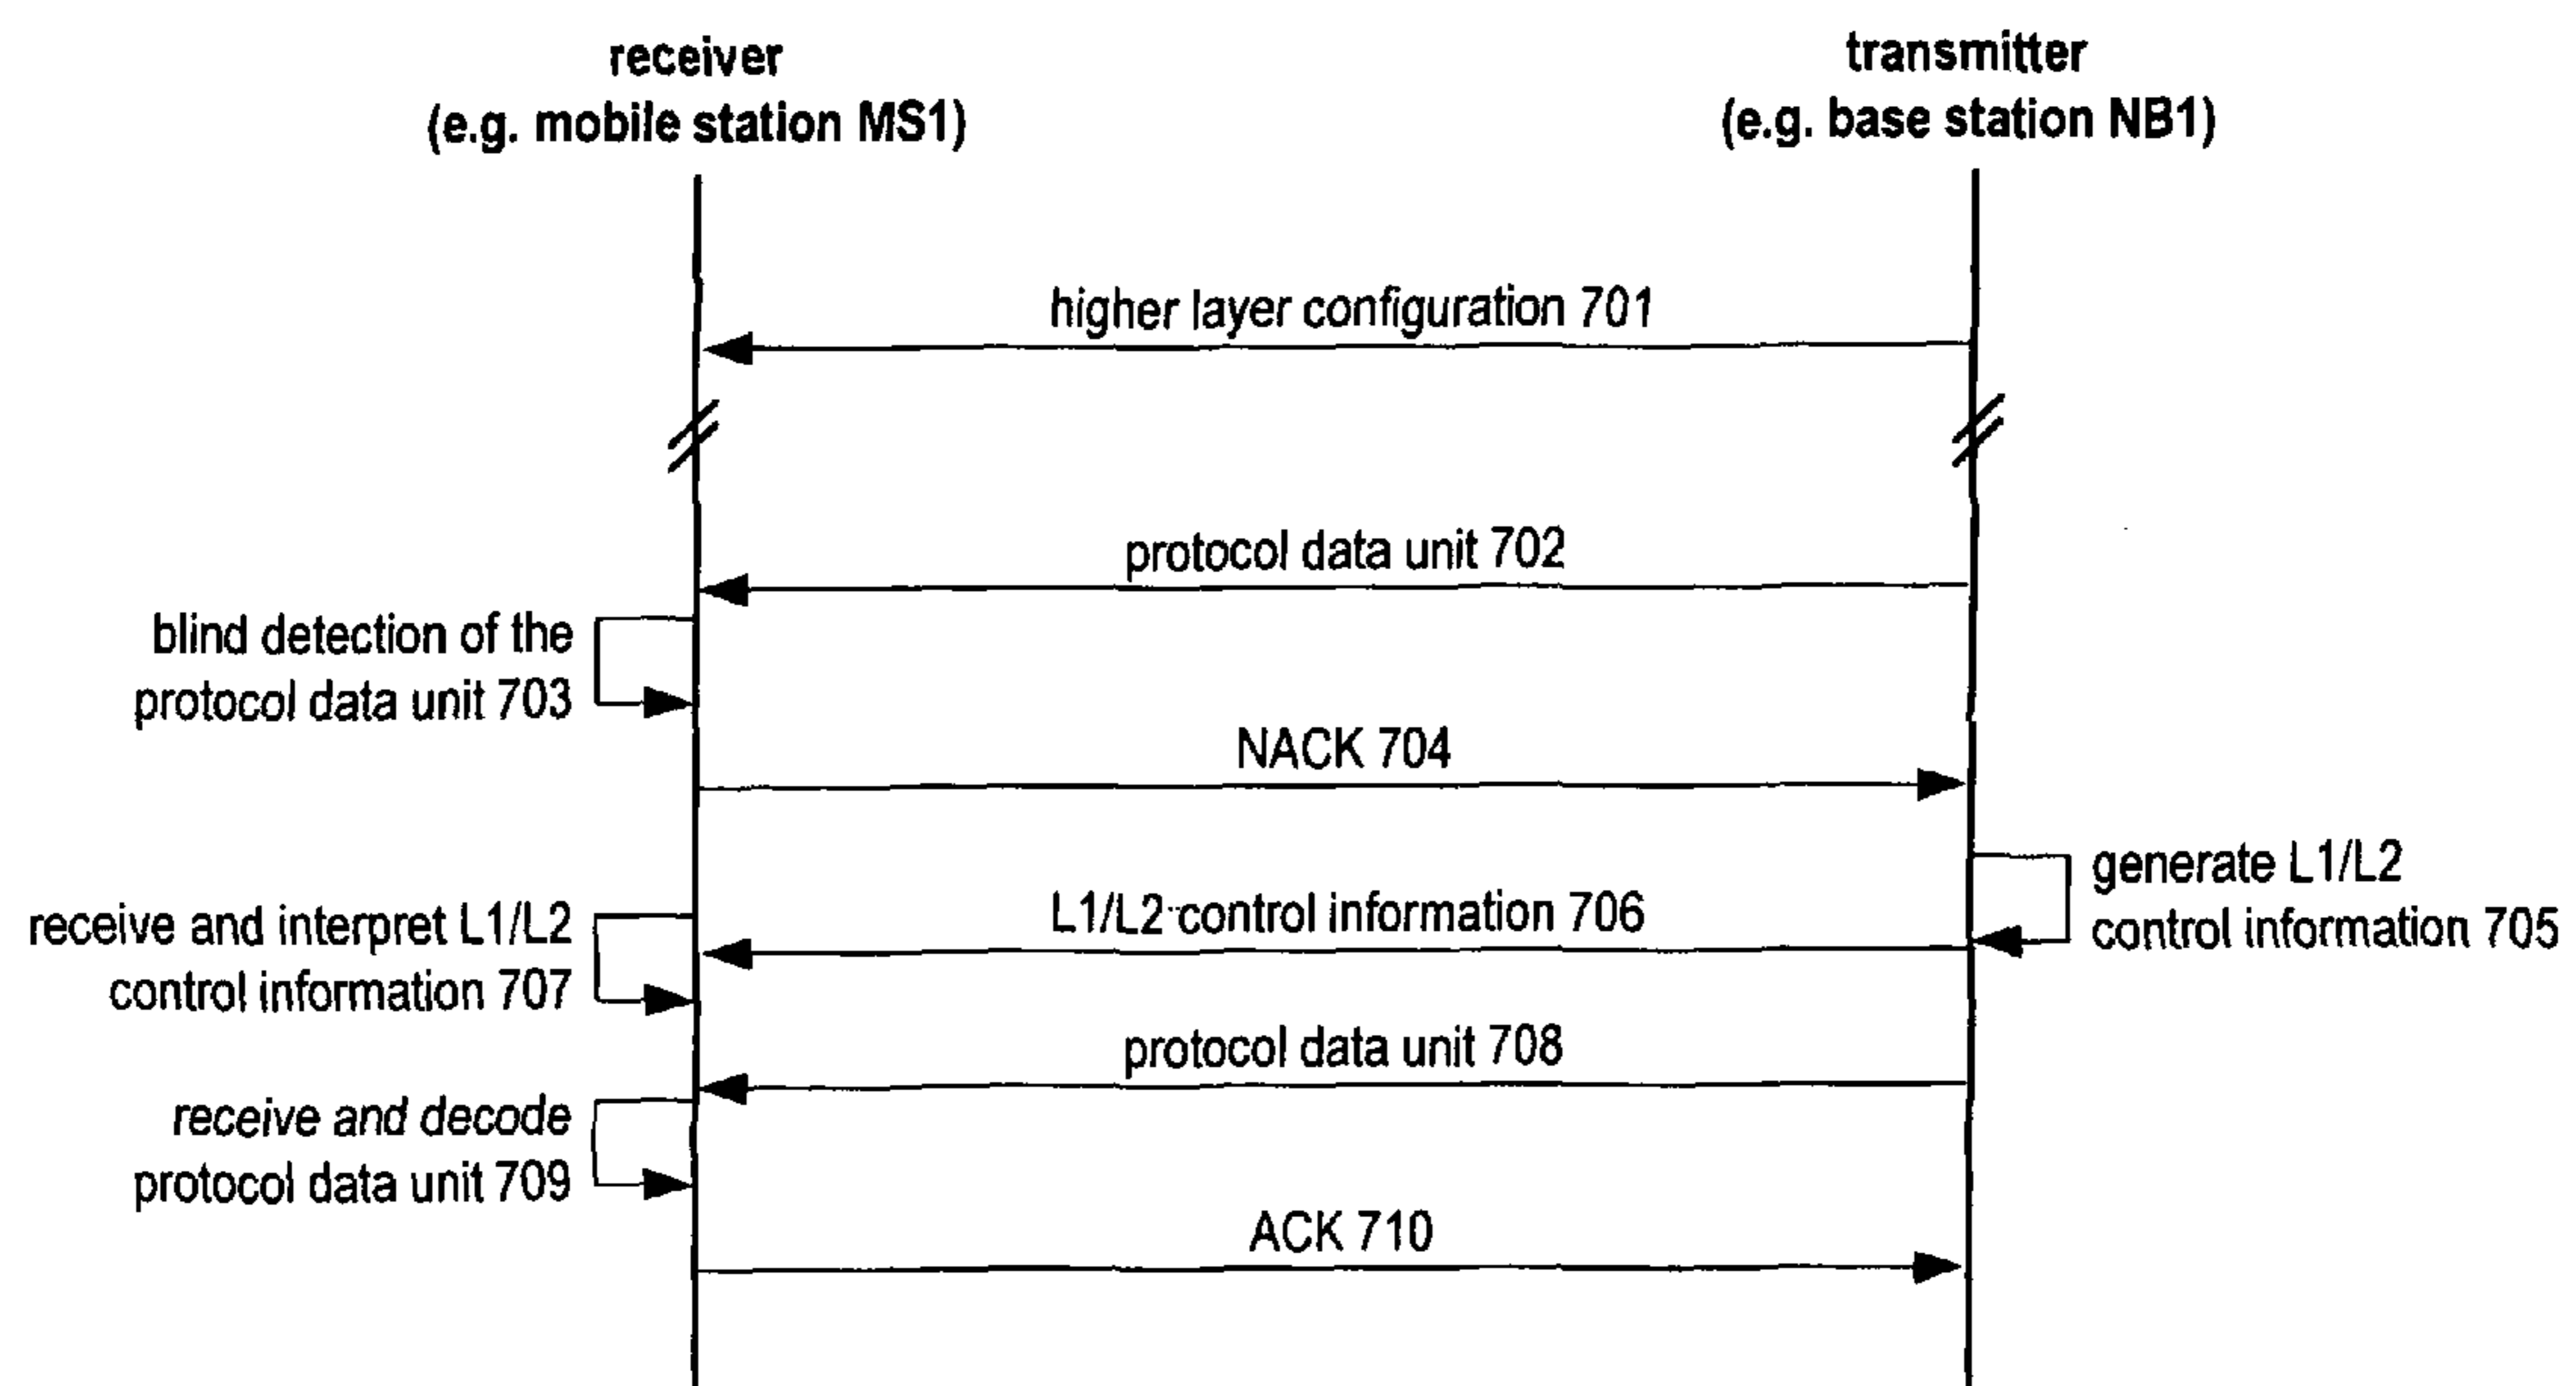 receiver
(e.g. mobile station MS1)
transmitter
(e.g. base station NB1)
higher layer configuration 701
protocol data unit 702
blind detection of the
protocol data unit 703
NACK 704
generate L1/L2
control information 705
L1/L2 control information 706
receive and interpret L1/L2
control information 707
protocol data unit 708
receive and decode
protocol data unit 709
ACK 710